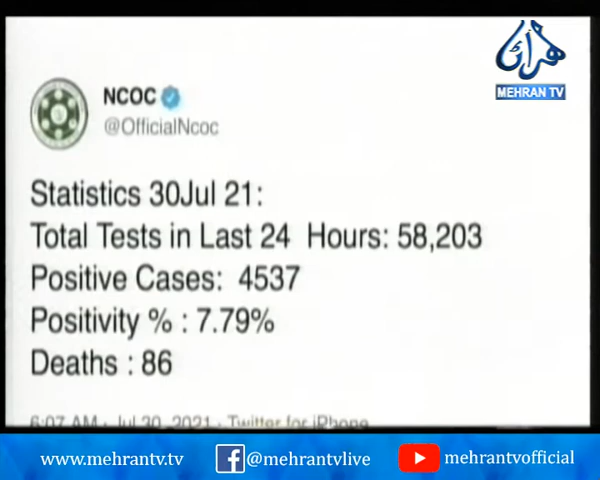 مہران
MEHRAN TV
NCOC
@OfficialNcoc
Statistics 30Jul 21:
Total Tests in Last 24 Hours: 58,203
Positive Cases: 4537
Positivity % : 7.79%
Deaths : 86
6:07 AM · Jul 30, 2021 · Twitter for iPhone
www.mehrantv.tv
@mehrantvlive
mehrantvofficial